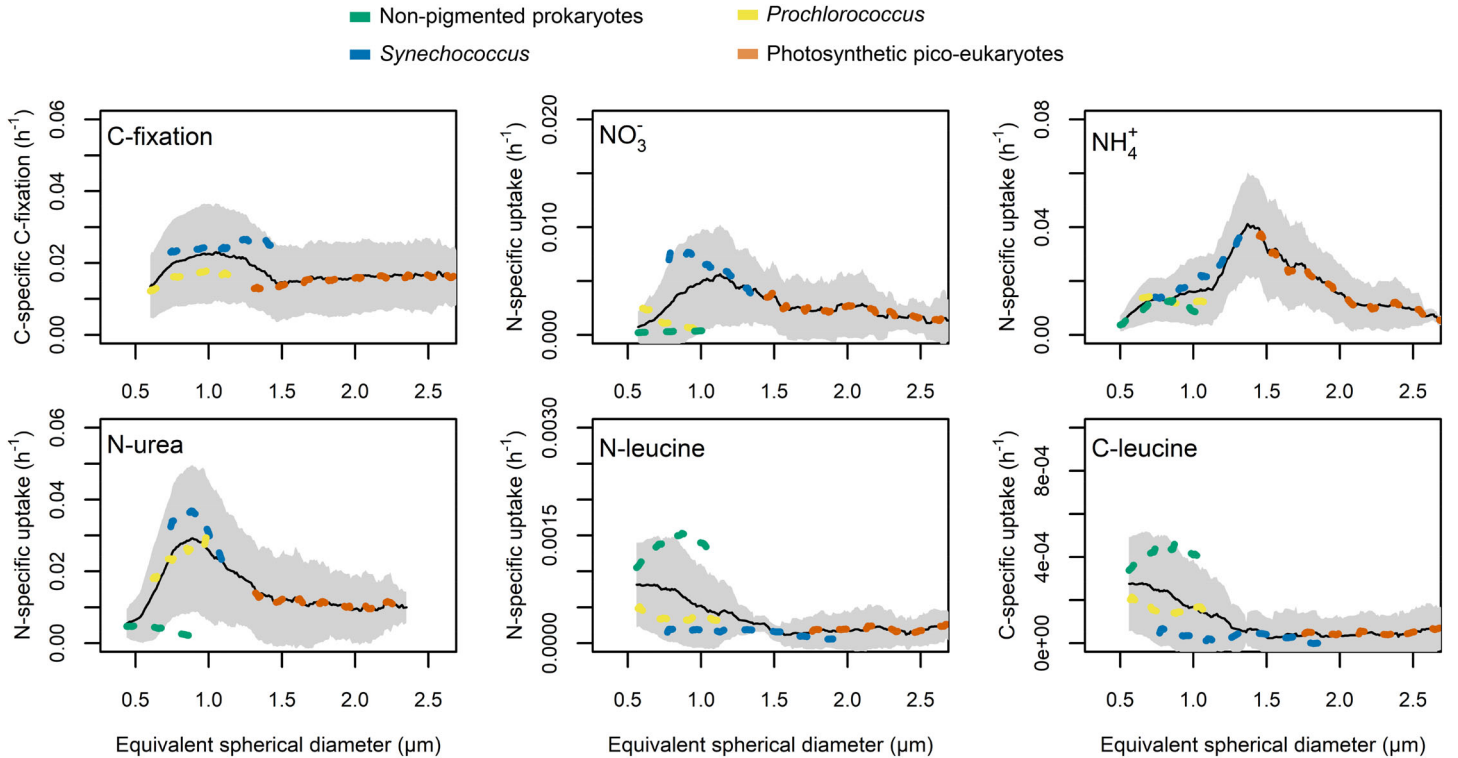 Non-pigmented prokaryotes
Prochlorococcus
Synechococcus
Photosynthetic pico-eukaryotes
C-specific C-fixation (h⁻¹)
0.00 0.02 0.04 0.06
C-fixation
0.5 1.0 1.5 2.0 2.5
N-specific uptake (h⁻¹)
0.000 0.010 0.020
NO₃⁻
0.5 1.0 1.5 2.0 2.5
N-specific uptake (h⁻¹)
0.00 0.04 0.08
NH₄⁺
0.5 1.0 1.5 2.0 2.5
N-specific uptake (h⁻¹)
0.00 0.02 0.04 0.06
N-urea
0.5 1.0 1.5 2.0 2.5
Equivalent spherical diameter (μm)
N-specific uptake (h⁻¹)
0.0000 0.0015 0.0030
N-leucine
0.5 1.0 1.5 2.0 2.5
Equivalent spherical diameter (μm)
C-specific uptake (h⁻¹)
0e+00 4e-04 8e-04
C-leucine
0.5 1.0 1.5 2.0 2.5
Equivalent spherical diameter (μm)